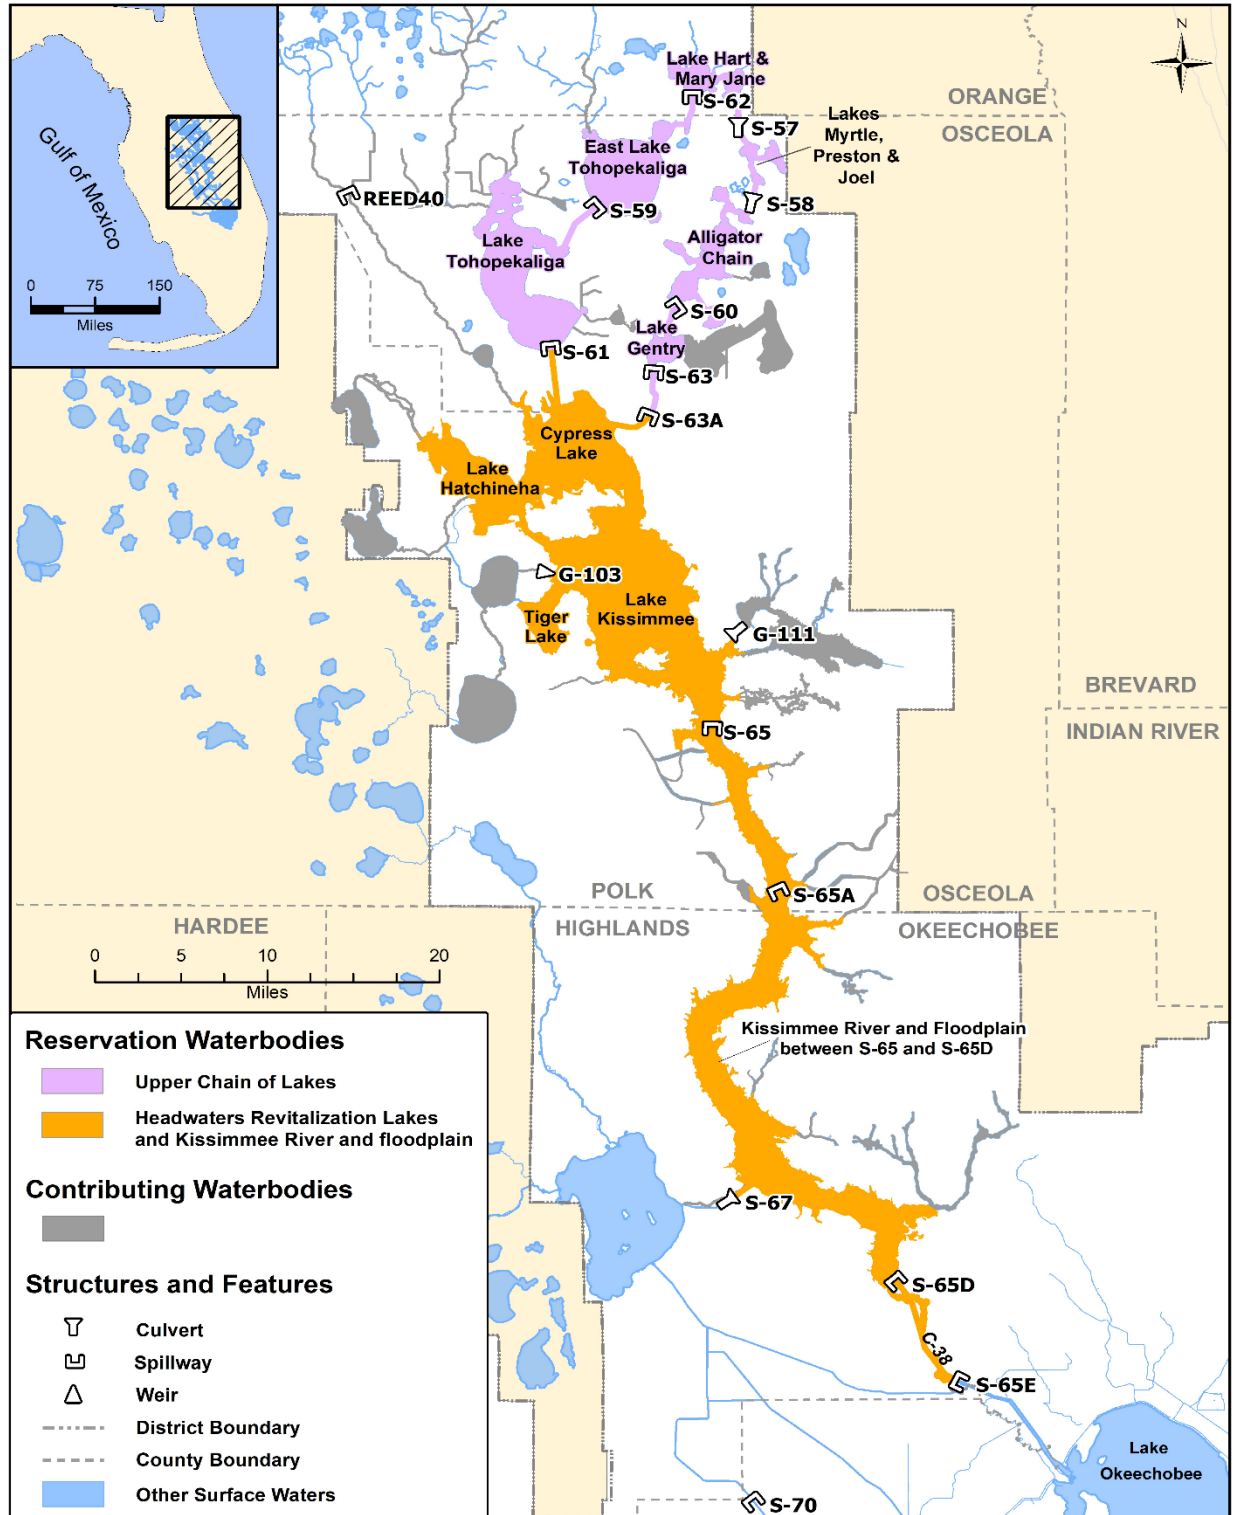 Gulf of Mexico
0 75 150
Miles
N
Lake Hart &
Mary Jane
S-62
ORANGE
OSCEOLA
S-57
Lakes
Myrtle,
Preston &
Joel
East Lake
Tohopekaliga
REED40
S-59
S-58
Lake
Tohopekaliga
Alligator
Chain
S-60
Lake
Gentry
S-61
S-63
S-63A
Cypress
Lake
Lake
Hatchineha
G-103
Lake
Kissimmee
Tiger
Lake
G-111
BREVARD
INDIAN RIVER
S-65
POLK
S-65A
OSCEOLA
HARDEE
HIGHLANDS
OKEECHOBEE
0 5 10 20
Miles
Kissimmee River and Floodplain
between S-65 and S-65D
S-67
S-65D
C-38
S-65E
Lake
Okeechobee
S-70
Reservation Waterbodies
Upper Chain of Lakes
Headwaters Revitalization Lakes
and Kissimmee River and floodplain
Contributing Waterbodies
Structures and Features
Culvert
Spillway
Weir
District Boundary
County Boundary
Other Surface Waters